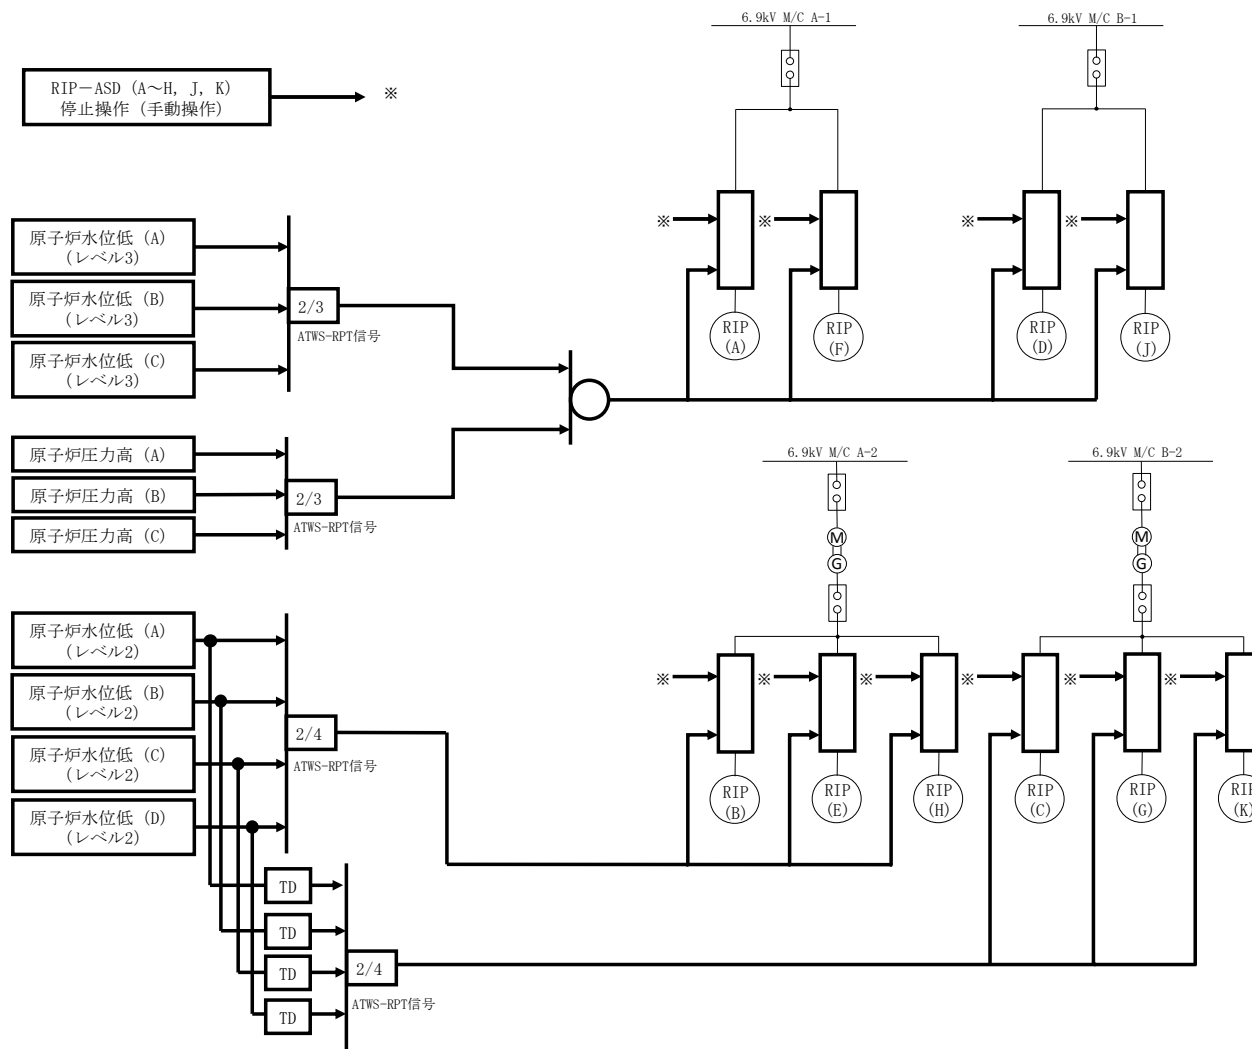 6.9kV M/C A-1
6.9kV M/C B-1
RIP－ASD（A～H, J, K）
停止操作（手動操作）
※
原子炉水位低（A）
(レベル3)
原子炉水位低（B）
(レベル3)
原子炉水位低（C）
(レベル3)
2/3
ATWS-RPT信号
※
※
※
※
RIP
(A)
RIP
(F)
RIP
(D)
RIP
(J)
原子炉圧力高（A）
原子炉圧力高（B）
原子炉圧力高（C）
2/3
ATWS-RPT信号
6.9kV M/C A-2
6.9kV M/C B-2
M
G
M
G
原子炉水位低（A）
(レベル2)
原子炉水位低（B）
(レベル2)
原子炉水位低（C）
(レベル2)
原子炉水位低（D）
(レベル2)
2/4
ATWS-RPT信号
※
※
※
※
※
※
RIP
(B)
RIP
(E)
RIP
(H)
RIP
(C)
RIP
(G)
RIP
(K)
TD
TD
TD
TD
2/4
ATWS-RPT信号